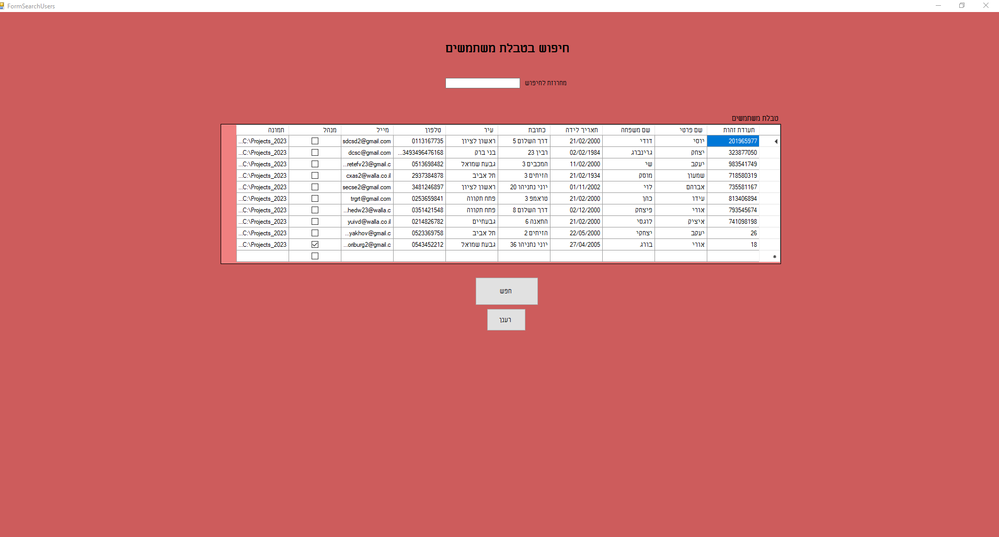 FormSearchUsers
חיפוש בטבלת משתמשים
מחרוזת לחיפוש
טבלת משתמשים
תעודת זהות שם פרטי שם משפחה תאריך לידה כתובת עיר טלפון מייל מנהל תמונה
201965977 יוסי דודי 21/02/2000 דרך השלום 5 ראשון לציון 0113167735 sdcsd2@gmail.com C:\Projects_2023...
323877050 יצחק גרינברג 02/02/1984 רבין 23 בני ברק 3493496476168... dcsc@gmail.com C:\Projects_2023...
983541749 יעקב שי 11/02/2000 המכבים 3 גבעת שמואל 0513698482 retefv23@gmail.c... C:\Projects_2023...
718580319 שמעון מוסק 21/02/1934 הזיתים 3 תל אביב 2937384878 cxas2@walla.co.il C:\Projects_2023...
735581167 אברהם לוי 01/11/2002 יוני נתניהו 20 ראשון לציון 3481246897 secse2@gmail.com C:\Projects_2023...
813406894 עידו כהן 21/02/2000 טראמפ 3 פתח תקווה 0253659841 trgrt@gmail.com C:\Projects_2023...
793545674 אורי פיצחק 02/12/2000 דרך השלום 8 פתח תקווה 0351421548 hedw23@walla.c... C:\Projects_2023...
741098198 איציק לוגסי 21/02/2000 התאנה 6 גבעתיים 0214826782 yuivd@walla.co.il C:\Projects_2023...
26 יעקב יצחקי 22/05/2000 הזיתים 2 תל אביב 0523369758 yakhov@gmail.c... C:\Projects_2023...
18 אורי בורג 27/04/2005 יוני נתניהו 36 גבעת שמואל 0543452212 oriburg2@gmail.c... C:\Projects_2023...
חפש
רענן